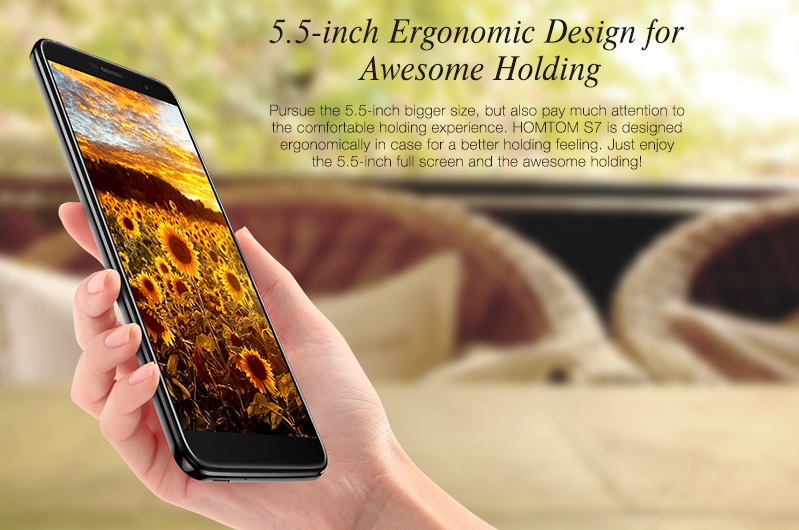 5.5-inch Ergonomic Design for
Awesome Holding
Pursue the 5.5-inch bigger size, but also pay much attention to
the comfortable holding experience. HOMTOM S7 is designed
ergonomically in case for a better holding feeling. Just enjoy
the 5.5-inch full screen and the awesome holding!